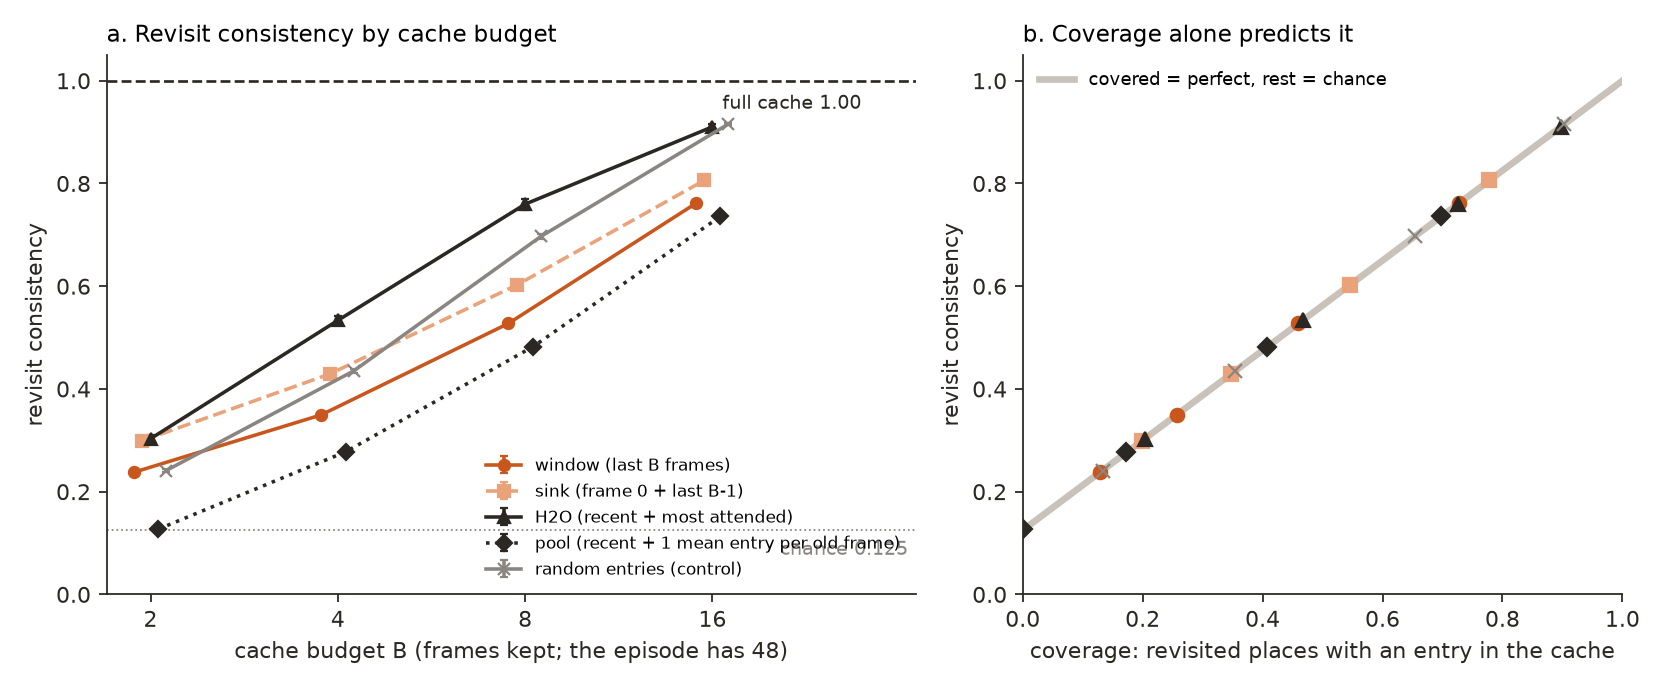 a. Revisit consistency by cache budget
1.0
0.8
0.6
0.4
0.2
0.0
revisit consistency
full cache 1.00
window (last B frames)
sink (frame 0 + last B-1)
H2O (recent + most attended)
pool (recent + 1 mean entry per old frame)
chance 0.125
random entries (control)
2 4 8 16
cache budget B (frames kept; the episode has 48)
b. Coverage alone predicts it
covered = perfect, rest = chance
1.0
0.8
0.6
0.4
0.2
0.0
revisit consistency
0.0 0.2 0.4 0.6 0.8 1.0
coverage: revisited places with an entry in the cache